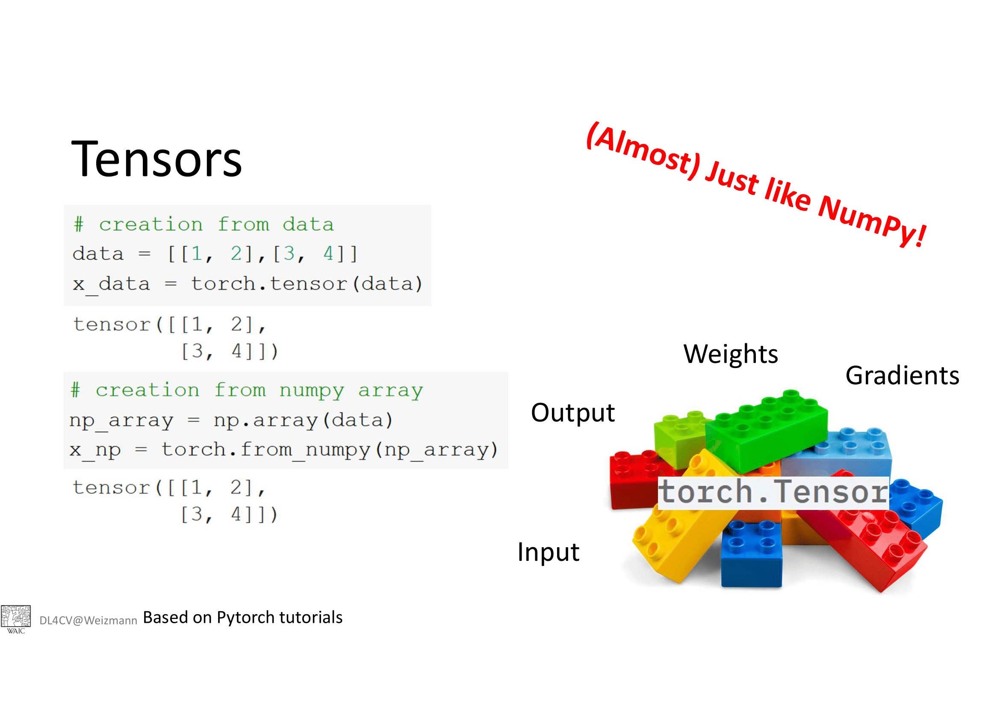 Tensors
(Almost) Just like NumPy!
# creation from data
data = [[1, 2],[3, 4]]
x_data = torch.tensor(data)
tensor([[1, 2],
        [3, 4]])
# creation from numpy array
np_array = np.array(data)
x_np = torch.from_numpy(np_array)
tensor([[1, 2],
        [3, 4]])
Weights
Gradients
Output
torch.Tensor
Input
WAIC
DL4CV@Weizmann
Based on Pytorch tutorials